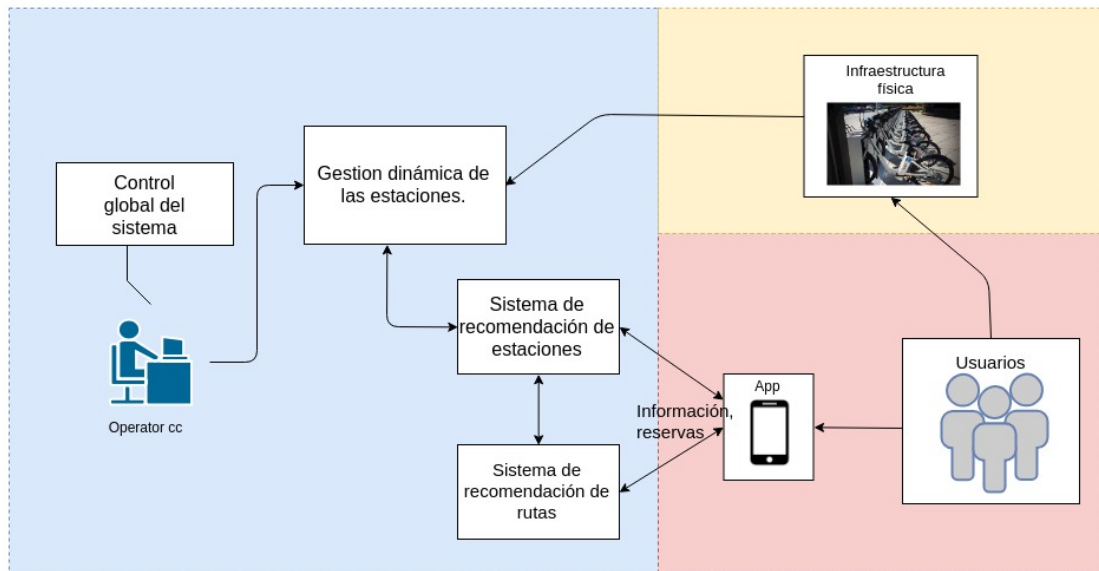 Infraestructura
física
Gestion dinámica de
las estaciones.
Control
global del
sistema
Sistema de
recomendación de
estaciones
Operator cc
App
Usuarios
Información,
reservas
Sistema de
recomendación de
rutas